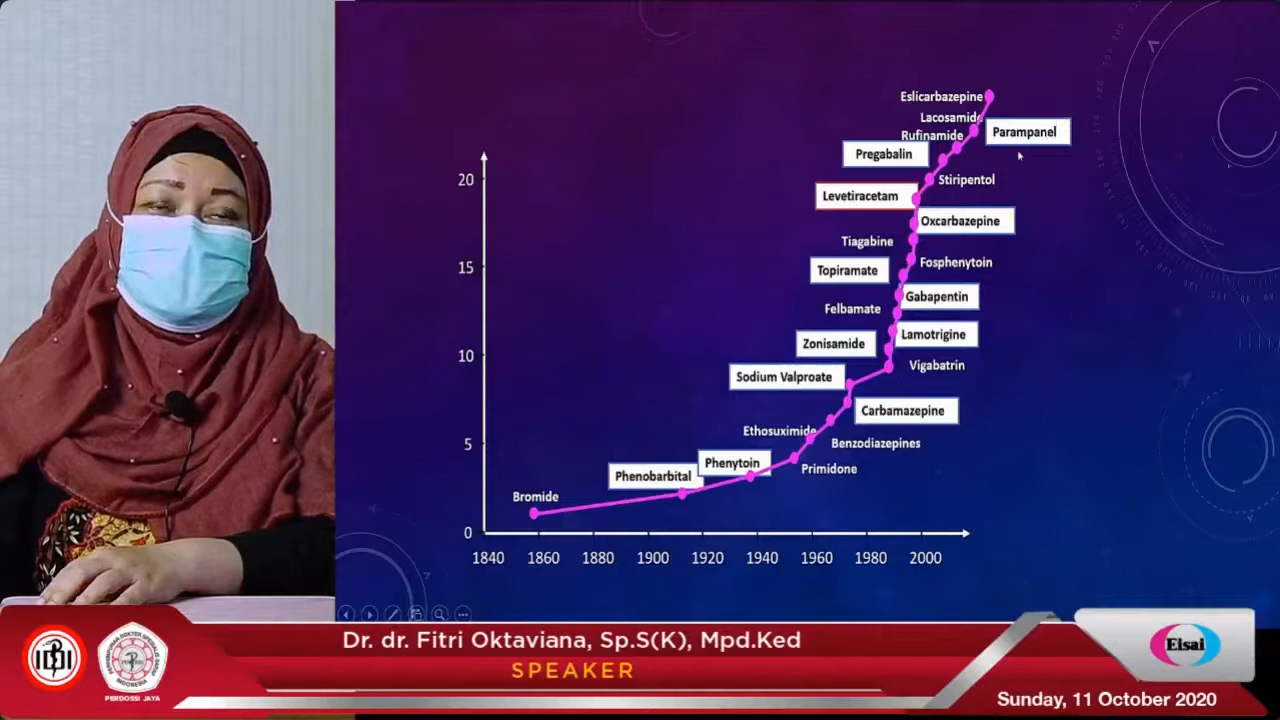 Eslicarbazepine
Lacosamide
Parampanel
Rufinamide
Pregabalin
20
Stiripentol
Levetiracetam
Oxcarbazepine
Tiagabine
Fosphenytoin
15
Topiramate
Gabapentin
Felbamate
Lamotrigine
Zonisamide
10
Vigabatrin
Sodium Valproate
Carbamazepine
Ethosuximide
Benzodiazepines
5
Phenytoin
Primidone
Phenobarbital
Bromide
0
1840 1860 1880 1900 1920 1940 1960 1980 2000
Dr. dr. Fitri Oktaviana, Sp.S(K), Mpd.Ked
SPEAKER
Eisai
PERDOSSI JAYA
Sunday, 11 October 2020